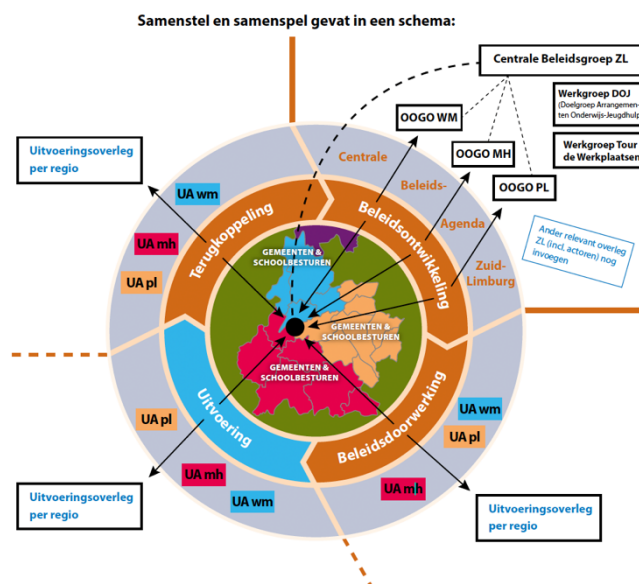 Samenstel en samenspel gevat in een schema:
Centrale Beleidsgroep ZL
Werkgroep DOJ
(Doelgroep Arrangemen-
ten Onderwijs-Jeugdhulp
Werkgroep Tour
de Werkplaatsen
OOGO WM
OOGO MH
OOGO PL
Centrale
Beleids-
Agenda
Zuid-
Limburg
Ander relevant overleg
ZL (incl. actoren) nog
invoegen
Uitvoeringsoverleg
per regio
UA wm
UA mh
UA pl
Terugkoppeling
Beleidsontwikkeling
GEMEENTEN &
SCHOOLBESTUREN
GEMEENTEN &
SCHOOLBESTUREN
GEMEENTEN &
SCHOOLBESTUREN
Uitvoering
Beleidsdoorwerking
UA pl
UA mh
UA wm
UA wm
UA pl
UA mh
Uitvoeringsoverleg
per regio
Uitvoeringsoverleg
per regio